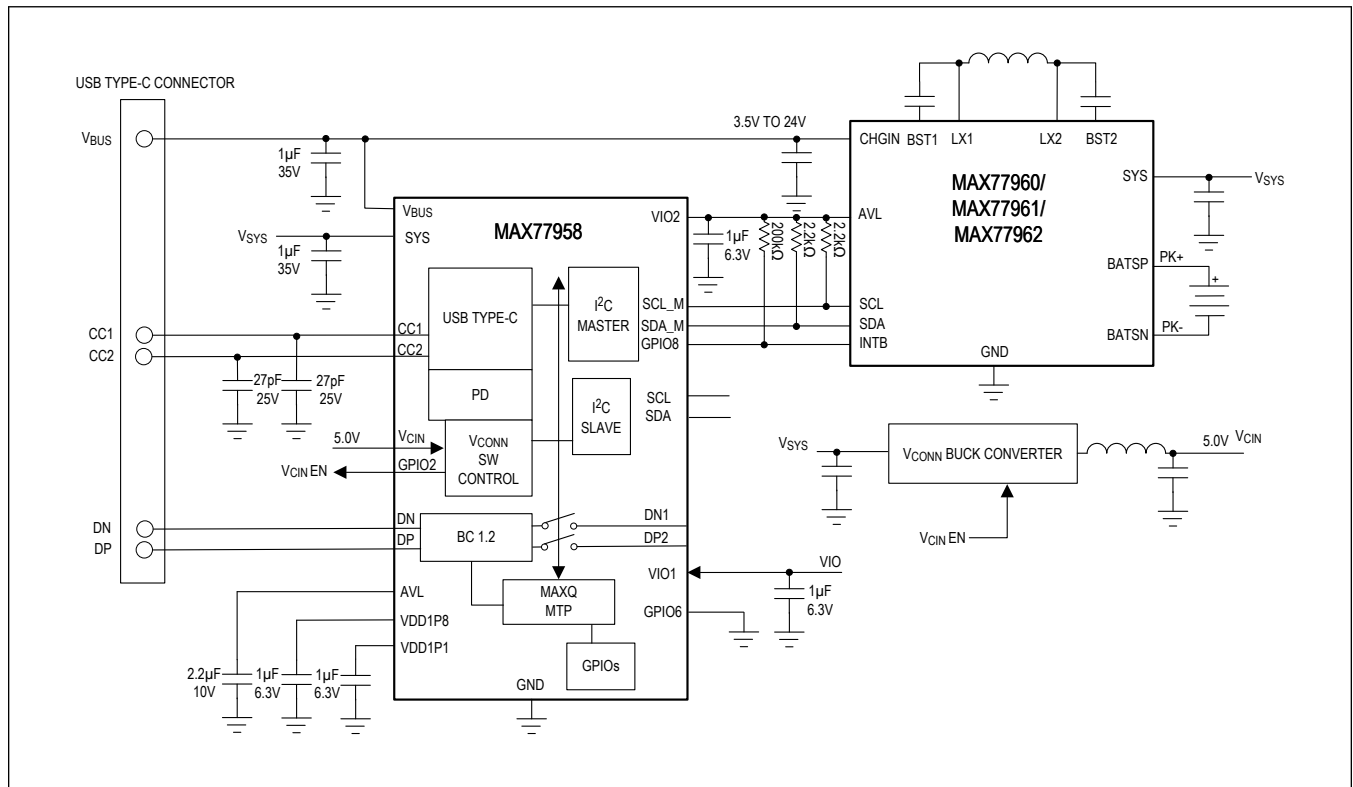 USB TYPE-C CONNECTOR
VBUS
1µF
35V
3.5V TO 24V
CHGIN
BST1
LX1
LX2
BST2
MAX77960/
MAX77961/
MAX77962
SYS
VSYS
AVL
BATSP
PK+
+
BATSN
PK-
SCL
SDA
INTB
GND
VBUS
SYS
VSYS
1µF
35V
MAX77958
VIO2
1µF
6.3V
200kΩ
2.2kΩ
2.2kΩ
USB TYPE-C
I2C
MASTER
SCL_M
SDA_M
GPIO8
CC1
CC2
CC1
CC2
27pF
25V
27pF
25V
PD
I2C
SLAVE
SCL
SDA
5.0V
VCIN
VCIN EN
GPIO2
VCONN
SW
CONTROL
VSYS
VCONN BUCK CONVERTER
5.0V
VCIN
VCIN EN
DN
DP
DN
DP
BC 1.2
DN1
DP2
VIO1
VIO
1µF
6.3V
GPIO6
MAXQ
MTP
GPIOs
AVL
VDD1P8
VDD1P1
2.2µF
10V
1µF
6.3V
1µF
6.3V
GND